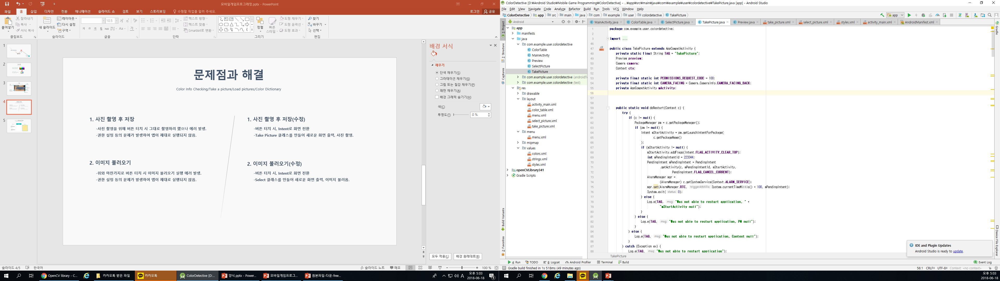 모바일게임프로그래밍.pptx - PowerPoint
파일 홈 삽입 디자인 전환 애니메이션 슬라이드 쇼 검토 보기 스토리보딩 수행할 작업을 알려 주세요. 로그인 공유
붙여넣기 잘라내기 복사 서식 복사 클립보드
새 슬라이드 레이아웃 다시 설정 구역 슬라이드
10.5 가 가 가 S abc Aa 글꼴
텍스트 방향 텍스트 맞춤 SmartArt로 변환 단락
정렬 빠른 스타일 도형 채우기 도형 윤곽선 도형 효과 그리기
찾기 바꾸기 선택 편집
1
2
3
4
5
문제점과 해결
Color Info Checking/Take a picture/Load pictures/Color Dictionary
1. 사진 촬영 후 저장
-사진 촬영을 위해 버튼 터치 시 그대로 촬영하려 했으나 에러 발생.
-권한 설정 등의 문제가 발생하여 앱이 제대로 실행되지 않음.
2. 이미지 불러오기
-위와 마찬가지로 버튼 터치 시 이미지 불러오기 실행 에러 발생.
-권한 설정 등의 문제가 발생하여 앱이 제대로 실행되지 않음.
1. 사진 촬영 후 저장(수정)
-버튼 터치 시, Intent로 화면 전환
-Take Picture 클래스를 만들어 새로운 화면 출력, 사진 촬영.
2. 이미지 불러오기(수정)
-버튼 터치 시, Intent로 화면 전환
-Select 클래스를 만들어 새로운 화면 출력, 이미지 불러옴.
배경 서식
채우기
단색 채우기(S)
그라데이션 채우기(G)
그림 또는 질감 채우기(P)
패턴 채우기(A)
배경 그래픽 숨기기(H)
색(C)
투명도(T) 0 %
모두 적용(L) 배경 원래대로(B)
슬라이드 4/5 한국어 슬라이드 노트 메모 100 %
OpenCV library - C... 카카오톡 받은 파일 카카오톡 ColorDetective [D:... 양식.pptx - Power... 모바일게임프로그... 원본파일-다운-free... A 오후 5:03
2018-06-18
ColorDetective [D:₩Android Studio₩Mobile Game Programming₩ColorDetective] - ...₩app₩src₩main₩java₩com₩example₩user₩colordetective₩TakePicture.java [app] - Android Studio
File Edit View Navigate Code Analyze Refactor Build Run Tools VCS Window Help
ColorDetective app src main java com example user colordetective TakePicture app
1: Project
7: Structure
Captures
Build Variants
2: Favorites
Android
app
manifests
java
com.example.user.colordetective
ColorTable
MainActivity
Preview
SelectPicture
TakePicture
com.example.user.colordetective (androidT
com.example.user.colordetective (test)
res
drawable
layout
activity_main.xml
color_table.xml
menu.xml
select_picture.xml
take_picture.xml
menu
menu.xml
mipmap
values
colors.xml
strings.xml
styles.xml
openCVLibrary341
Gradle Scripts
MainActivity.java ColorTable.java SelectPicture.java TakePicture.java Preview.java take_picture.xml select_picture.xml styles.xml activity_main.xml AndroidManifest.xml
1 package com.example.user.colordetective;
2
3 import ...
46
47 public class TakePicture extends AppCompatActivity {
48 private static final String TAG = "TakePicture";
49 Preview preview;
50 Camera camera;
51 Context ctx;
52
53 private final static int PERMISSIONS_REQUEST_CODE = 100;
54 private final static int CAMERA_FACING = Camera.CameraInfo.CAMERA_FACING_BACK;
55 private AppCompatActivity mActivity;
56
57
58
59 public static void doRestart(Context c) {
60 try {
61 if (c != null) {
62 PackageManager pm = c.getPackageManager();
63 if (pm != null) {
64 Intent mStartActivity = pm.getLaunchIntentForPackage(
65 c.getPackageName()
66 );
67 if (mStartActivity != null) {
68 mStartActivity.addFlags(Intent.FLAG_ACTIVITY_CLEAR_TOP);
69 int mPendingIntentId = 223344;
70 PendingIntent mPendingIntent = PendingIntent
71 .getActivity(c, mPendingIntentId, mStartActivity,
72 PendingIntent.FLAG_CANCEL_CURRENT);
73 AlarmManager mgr =
74 (AlarmManager) c.getSystemService(Context.ALARM_SERVICE);
75 mgr.set(AlarmManager.RTC, triggerAtMillis: System.currentTimeMillis() + 100, mPendingIntent);
76 System.exit( status: 0);
77 } else {
78 Log.e(TAG, msg: "Was not able to restart application, " +
79 "mStartActivity null");
80 }
81 } else {
82 Log.e(TAG, msg: "Was not able to restart application, PM null");
83 }
84 } else {
85 Log.e(TAG, msg: "Was not able to restart application, Context null");
86 }
87 } catch (Exception ex) {
88 Log.e(TAG, msg: "Was not able to restart application");
TakePicture
Gradle
Device File Explorer
IDE and Plugin Updates
Android Studio is ready to update.
4: Run TODO 6: Logcat Android Profiler Terminal Build Event Log
Gradle build finished in 1s 518ms (49 minutes ago) 56:1 CRLF UTF-8 Context: <no context>
오후 5:03
2018-06-18